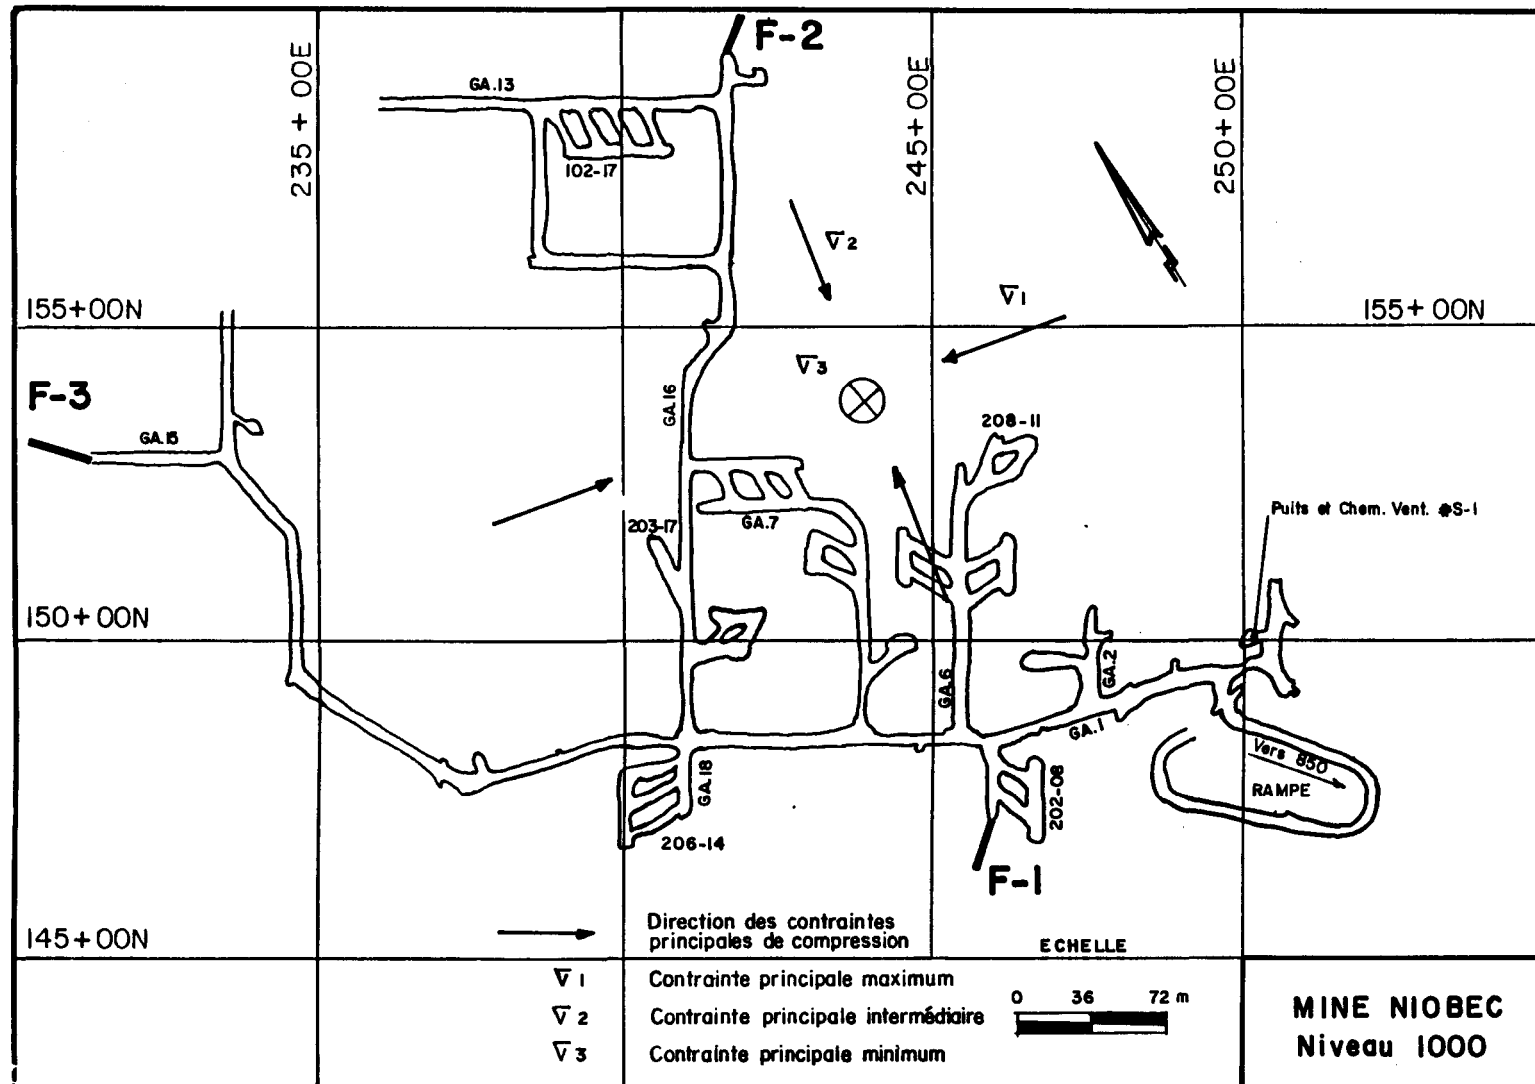 F-2
GA.13
235+00E
245+00E
250+00E
102-17
∇2
∇1
155+00N
155+00N
∇3
F-3
GA.16
GA.15
208-11
203-17
GA.7
Puits et Chem. Vent. #S-1
150+00N
GA.6
GA.2
GA.1
Vers 850
RAMPE
GA.18
202-08
206-14
F-1
145+00N
Direction des contraintes
principales de compression
ECHELLE
∇1 Contrainte principale maximum
0 36 72 m
∇2 Contrainte principale intermédiaire
∇3 Contrainte principale minimum
MINE NIOBEC
Niveau 1000